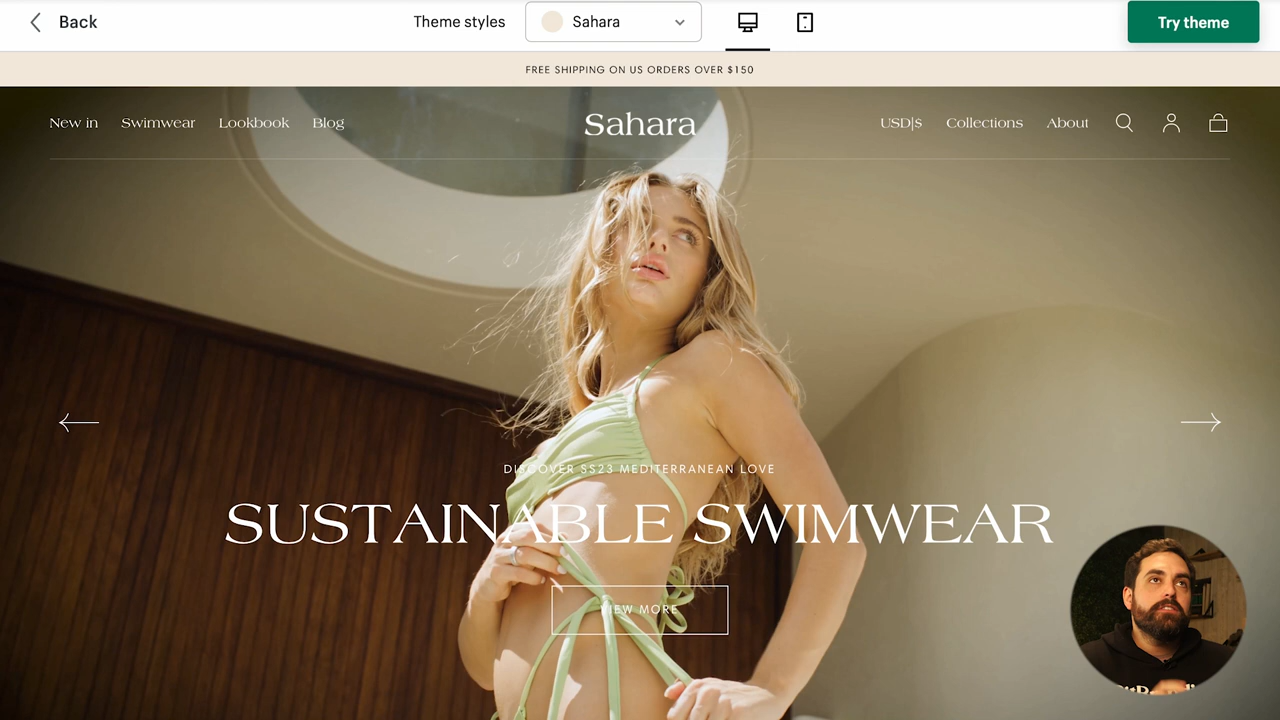 Back Theme styles Sahara Try theme
FREE SHIPPING ON US ORDERS OVER $150
New in Swimwear Lookbook Blog Sahara USD|$ Collections About
DISCOVER SS23 MEDITERRANEAN LOVE
SUSTAINABLE SWIMWEAR
VIEW MORE